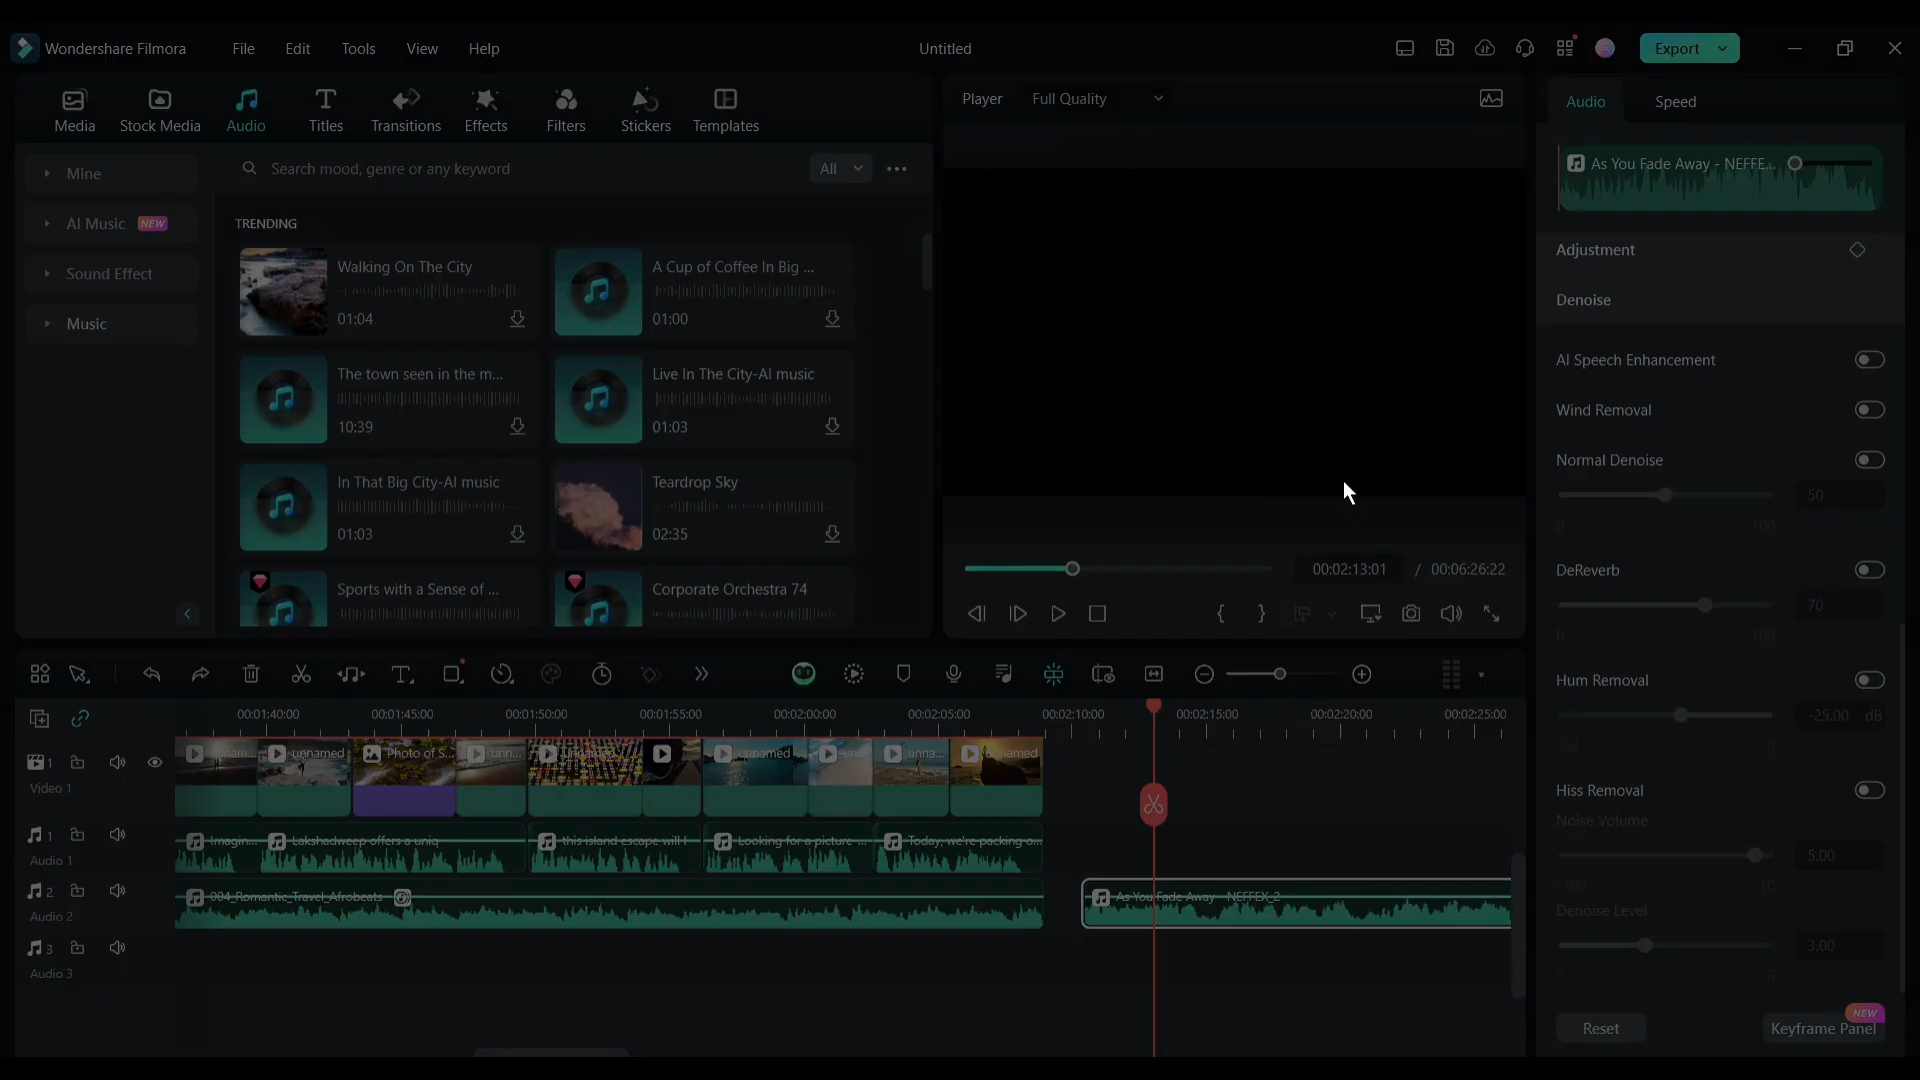 Wondershare Filmora
File
Edit
Tools
View
Help
Untitled
Export
Media
Stock Media
Audio
Titles
Transitions
Effects
Filters
Stickers
Templates
Player
Full Quality
Audio
Speed
Mine
AI Music NEW
Sound Effect
Music
Search mood, genre or any keyword
All
TRENDING
Walking On The City
01:04
A Cup of Coffee In Big ...
01:00
The town seen in the m...
10:39
Live In The City-AI music
01:03
In That Big City-AI music
01:03
Teardrop Sky
02:35
Sports with a Sense of ...
Corporate Orchestra 74
00:02:13:01 / 00:06:26:22
As You Fade Away - NEFFE...
Adjustment
Denoise
AI Speech Enhancement
Wind Removal
Normal Denoise
50
0 100
DeReverb
70
0 100
Hum Removal
-25.00 dB
0
Hiss Removal
Noise Volume
5.00
-100 10
Denoise Level
3.00
6
Reset
Keyframe Panel
NEW
00:01:40:00
00:01:45:00
00:01:50:00
00:01:55:00
00:02:00:00
00:02:05:00
00:02:10:00
00:02:15:00
00:02:20:00
00:02:25:00
1
Video 1
unnamed
Photo of S...
unn...
unnamed
unnamed
unna...
unnamed
1
Audio 1
Imagin...
Lakshadweep offers a uniq
this island escape will l
Looking for a picture-...
Today, we're packing o...
2
Audio 2
004_Romantic_Travel_Afrobeats
As You Fade Away - NEFFEX_2
3
Audio 3